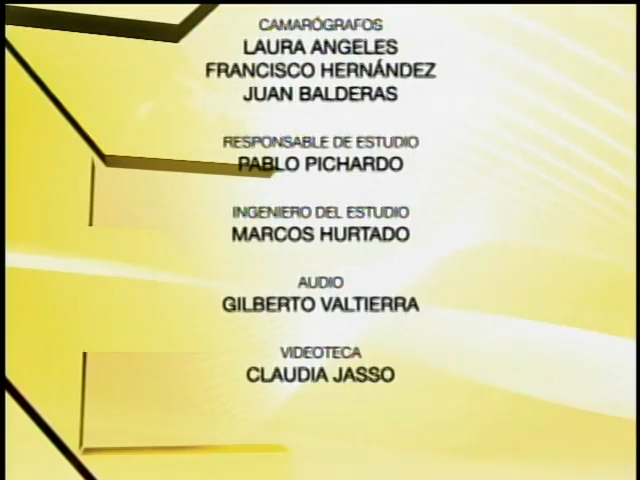 CAMARÓGRAFOS
LAURA ANGELES
FRANCISCO HERNÁNDEZ
JUAN BALDERAS
RESPONSABLE DE ESTUDIO
PABLO PICHARDO
INGENIERO DEL ESTUDIO
MARCOS HURTADO
AUDIO
GILBERTO VALTIERRA
VIDEOTECA
CLAUDIA JASSO